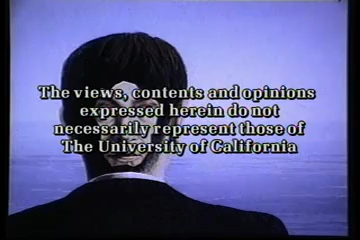 The views, contents and opinions
expressed herein do not
necessarily represent those of
The University of California